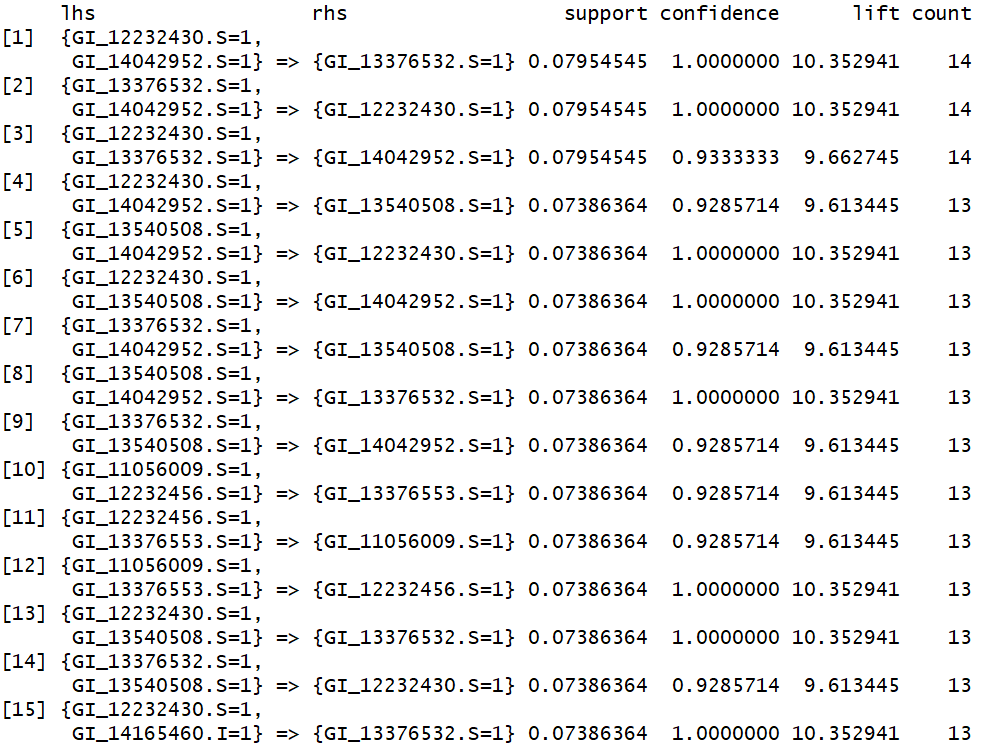 lhs rhs support confidence lift count
[1] {GI_12232430.S=1,
GI_14042952.S=1} => {GI_13376532.S=1} 0.07954545 1.0000000 10.352941 14
[2] {GI_13376532.S=1,
GI_14042952.S=1} => {GI_12232430.S=1} 0.07954545 1.0000000 10.352941 14
[3] {GI_12232430.S=1,
GI_13376532.S=1} => {GI_14042952.S=1} 0.07954545 0.9333333 9.662745 14
[4] {GI_12232430.S=1,
GI_14042952.S=1} => {GI_13540508.S=1} 0.07386364 0.9285714 9.613445 13
[5] {GI_13540508.S=1,
GI_14042952.S=1} => {GI_12232430.S=1} 0.07386364 1.0000000 10.352941 13
[6] {GI_12232430.S=1,
GI_13540508.S=1} => {GI_14042952.S=1} 0.07386364 1.0000000 10.352941 13
[7] {GI_13376532.S=1,
GI_14042952.S=1} => {GI_13540508.S=1} 0.07386364 0.9285714 9.613445 13
[8] {GI_13540508.S=1,
GI_14042952.S=1} => {GI_13376532.S=1} 0.07386364 1.0000000 10.352941 13
[9] {GI_13376532.S=1,
GI_13540508.S=1} => {GI_14042952.S=1} 0.07386364 0.9285714 9.613445 13
[10] {GI_11056009.S=1,
GI_12232456.S=1} => {GI_13376553.S=1} 0.07386364 0.9285714 9.613445 13
[11] {GI_12232456.S=1,
GI_13376553.S=1} => {GI_11056009.S=1} 0.07386364 0.9285714 9.613445 13
[12] {GI_11056009.S=1,
GI_13376553.S=1} => {GI_12232456.S=1} 0.07386364 1.0000000 10.352941 13
[13] {GI_12232430.S=1,
GI_13540508.S=1} => {GI_13376532.S=1} 0.07386364 1.0000000 10.352941 13
[14] {GI_13376532.S=1,
GI_13540508.S=1} => {GI_12232430.S=1} 0.07386364 0.9285714 9.613445 13
[15] {GI_12232430.S=1,
GI_14165460.I=1} => {GI_13376532.S=1} 0.07386364 1.0000000 10.352941 13